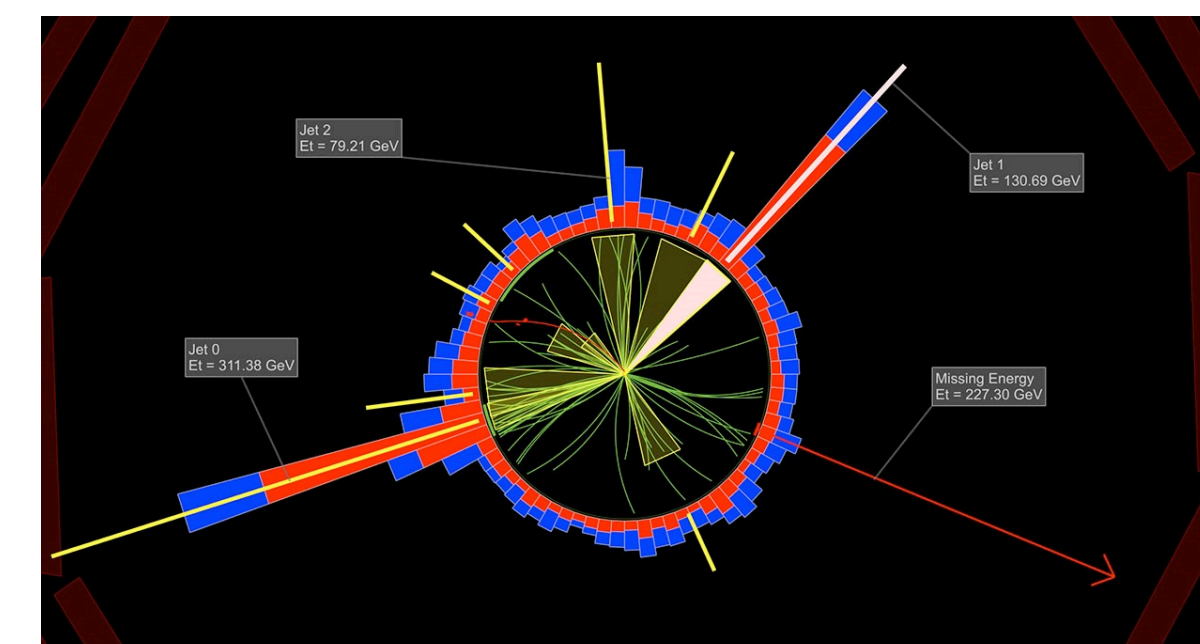 Jet 2
Et = 79.21 GeV
Jet 1
Et = 130.69 GeV
Jet 0
Et = 311.38 GeV
Missing Energy
Et = 227.30 GeV